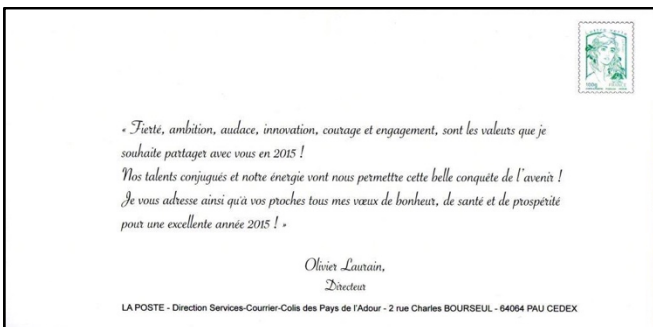 « Fierté, ambition, audace, innovation, courage et engagement, sont les valeurs que je
souhaite partager avec vous en 2015 !
Nos talents conjugués et notre énergie vont nous permettre cette belle conquête de l'avenir !
Je vous adresse ainsi qu'à vos proches tous mes vœux de bonheur, de santé et de prospérité
pour une excellente année 2015 ! »
Olivier Laurain,
Directeur
LA POSTE - Direction Services-Courrier-Colis des Pays de l'Adour - 2 rue Charles BOURSEUL - 64064 PAU CEDEX